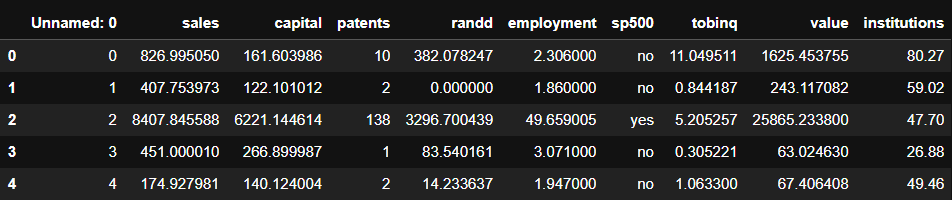 Unnamed: 0 sales capital patents randd employment sp500 tobinq value institutions
0 0 826.995050 161.603986 10 382.078247 2.306000 no 11.049511 1625.453755 80.27
1 1 407.753973 122.101012 2 0.000000 1.860000 no 0.844187 243.117082 59.02
2 2 8407.845588 6221.144614 138 3296.700439 49.659005 yes 5.205257 25865.233800 47.70
3 3 451.000010 266.899987 1 83.540161 3.071000 no 0.305221 63.024630 26.88
4 4 174.927981 140.124004 2 14.233637 1.947000 no 1.063300 67.406408 49.46